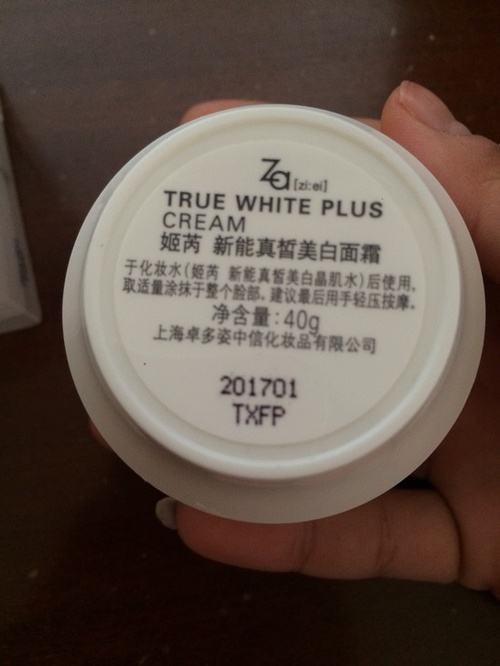 Za [zi:ei]
TRUE WHITE PLUS
CREAM
姬芮 新能真皙美白面霜
于化妆水(姬芮 新能真皙美白晶肌水)后使用,
取适量涂抹于整个脸部。建议最后用手轻压按摩。
净含量:40g
上海卓多姿中信化妆品有限公司
201701
TXFP